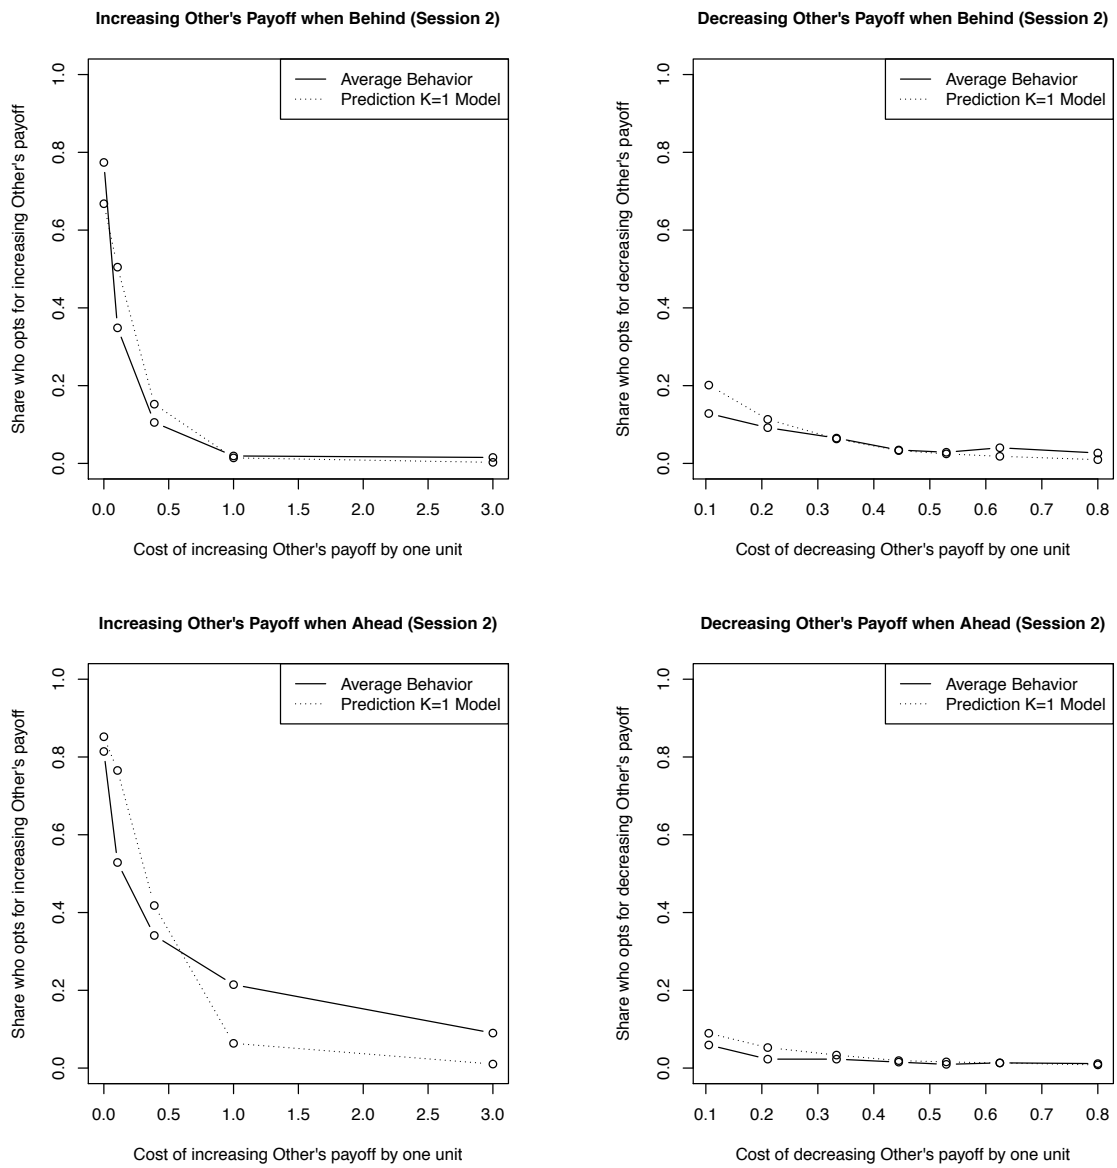 Increasing Other's Payoff when Behind (Session 2)
Share who opts for increasing Other's payoff
1.0
0.8
0.6
0.4
0.2
0.0
Average Behavior
Prediction K=1 Model
0.0 0.5 1.0 1.5 2.0 2.5 3.0
Cost of increasing Other's payoff by one unit
Decreasing Other's Payoff when Behind (Session 2)
Share who opts for decreasing Other's payoff
1.0
0.8
0.6
0.4
0.2
0.0
Average Behavior
Prediction K=1 Model
0.1 0.2 0.3 0.4 0.5 0.6 0.7 0.8
Cost of decreasing Other's payoff by one unit
Increasing Other's Payoff when Ahead (Session 2)
Share who opts for increasing Other's payoff
1.0
0.8
0.6
0.4
0.2
0.0
Average Behavior
Prediction K=1 Model
0.0 0.5 1.0 1.5 2.0 2.5 3.0
Cost of increasing Other's payoff by one unit
Decreasing Other's Payoff when Ahead (Session 2)
Share who opts for decreasing Other's payoff
1.0
0.8
0.6
0.4
0.2
0.0
Average Behavior
Prediction K=1 Model
0.1 0.2 0.3 0.4 0.5 0.6 0.7 0.8
Cost of decreasing Other's payoff by one unit